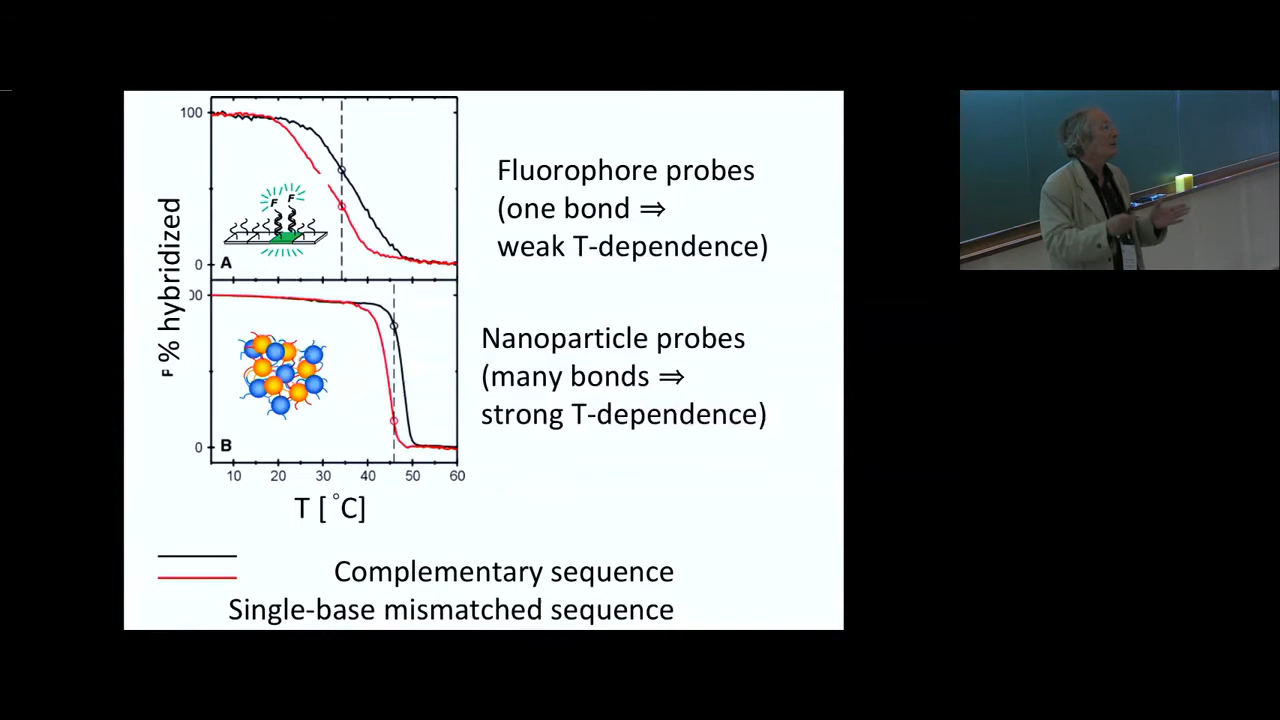 100
0
A
F
F
Fluorophore probes
(one bond ⇒
weak T-dependence)
F % hybridized
00
0
B
Nanoparticle probes
(many bonds ⇒
strong T-dependence)
10 20 30 40 50 60
T [ °C]
Complementary sequence
Single-base mismatched sequence